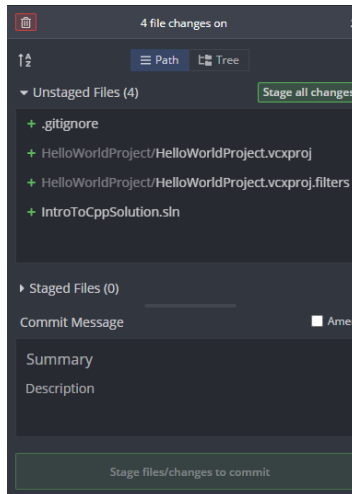 4 file changes on
Path Tree
Unstaged Files (4)
Stage all changes
+ .gitignore
+ HelloWorldProject/HelloWorldProject.vcxproj
+ HelloWorldProject/HelloWorldProject.vcxproj.filters
+ IntroToCppSolution.sln
Staged Files (0)
Commit Message
Summary
Description
Stage files/changes to commit